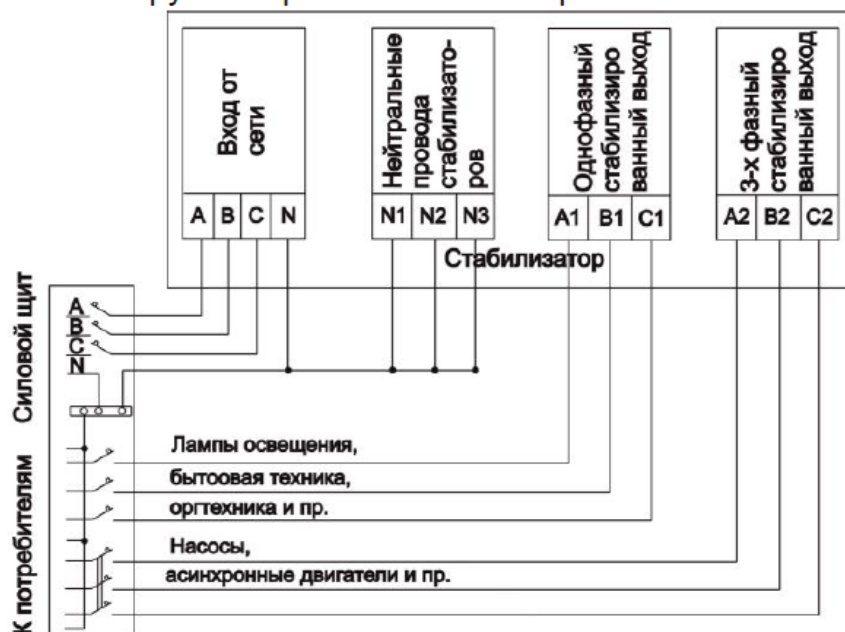 Вход от
сети
A B C N
Нейтральные
провода
стабилизато-
ров
N1 N2 N3
Однофазный
стабилизиро
ванный выход
A1 B1 C1
3-х фазный
стабилизиро
ванный выход
A2 B2 C2
Стабилизатор
Силовой щит
A
B
C
N
К потребителям
Лампы освещения,
бытоовая техника,
оргтехника и пр.
Насосы,
асинхронные двигатели и пр.